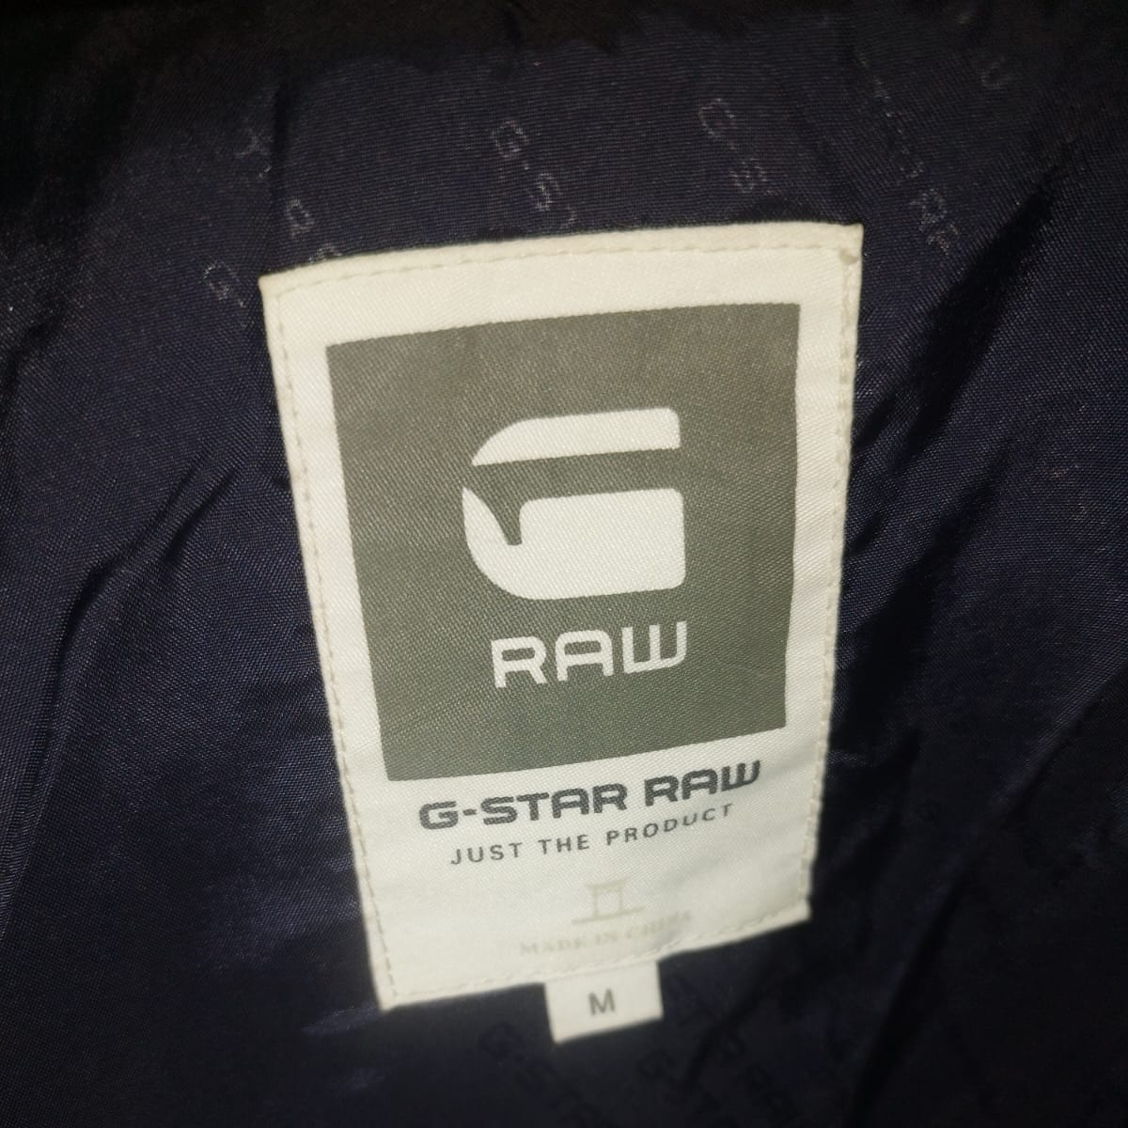 G-S
G-S
RAW
G-STAR RAW
JUST THE PRODUCT
MADE IN CHINA
M